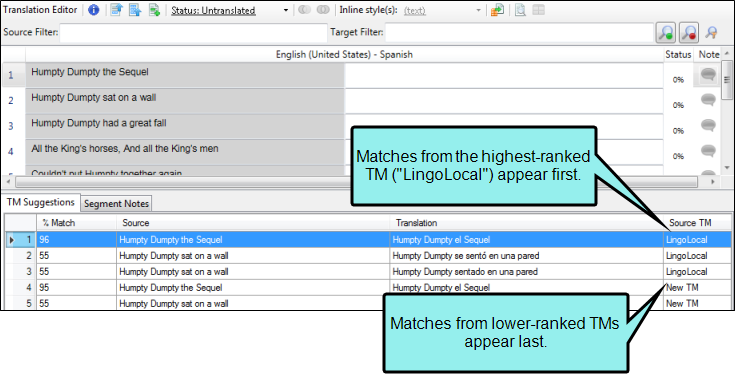 Translation Editor Status: Untranslated Inline style(s): (text)
Source Filter: Target Filter:
English (United States) - Spanish Status Note
1 Humpty Dumpty the Sequel 0%
2 Humpty Dumpty sat on a wall 0%
3 Humpty Dumpty had a great fall 0%
4 All the King's horses, And all the King's men 0%
Couldn't put Humpty together again
Matches from the highest-ranked
TM ("LingoLocal") appear first.
TM Suggestions Segment Notes
% Match Source Translation Source TM
1 96 Humpty Dumpty the Sequel Humpty Dumpty el Sequel LingoLocal
2 55 Humpty Dumpty sat on a wall Humpty Dumpty se sentó en una pared LingoLocal
3 55 Humpty Dumpty sat on a wall Humpty Dumpty sentado en una pared LingoLocal
4 95 Humpty Dumpty the Sequel Humpty Dumpty el Sequel New TM
5 55 Humpty Dumpty sat on a wall New TM
Matches from lower-ranked TMs
appear last.